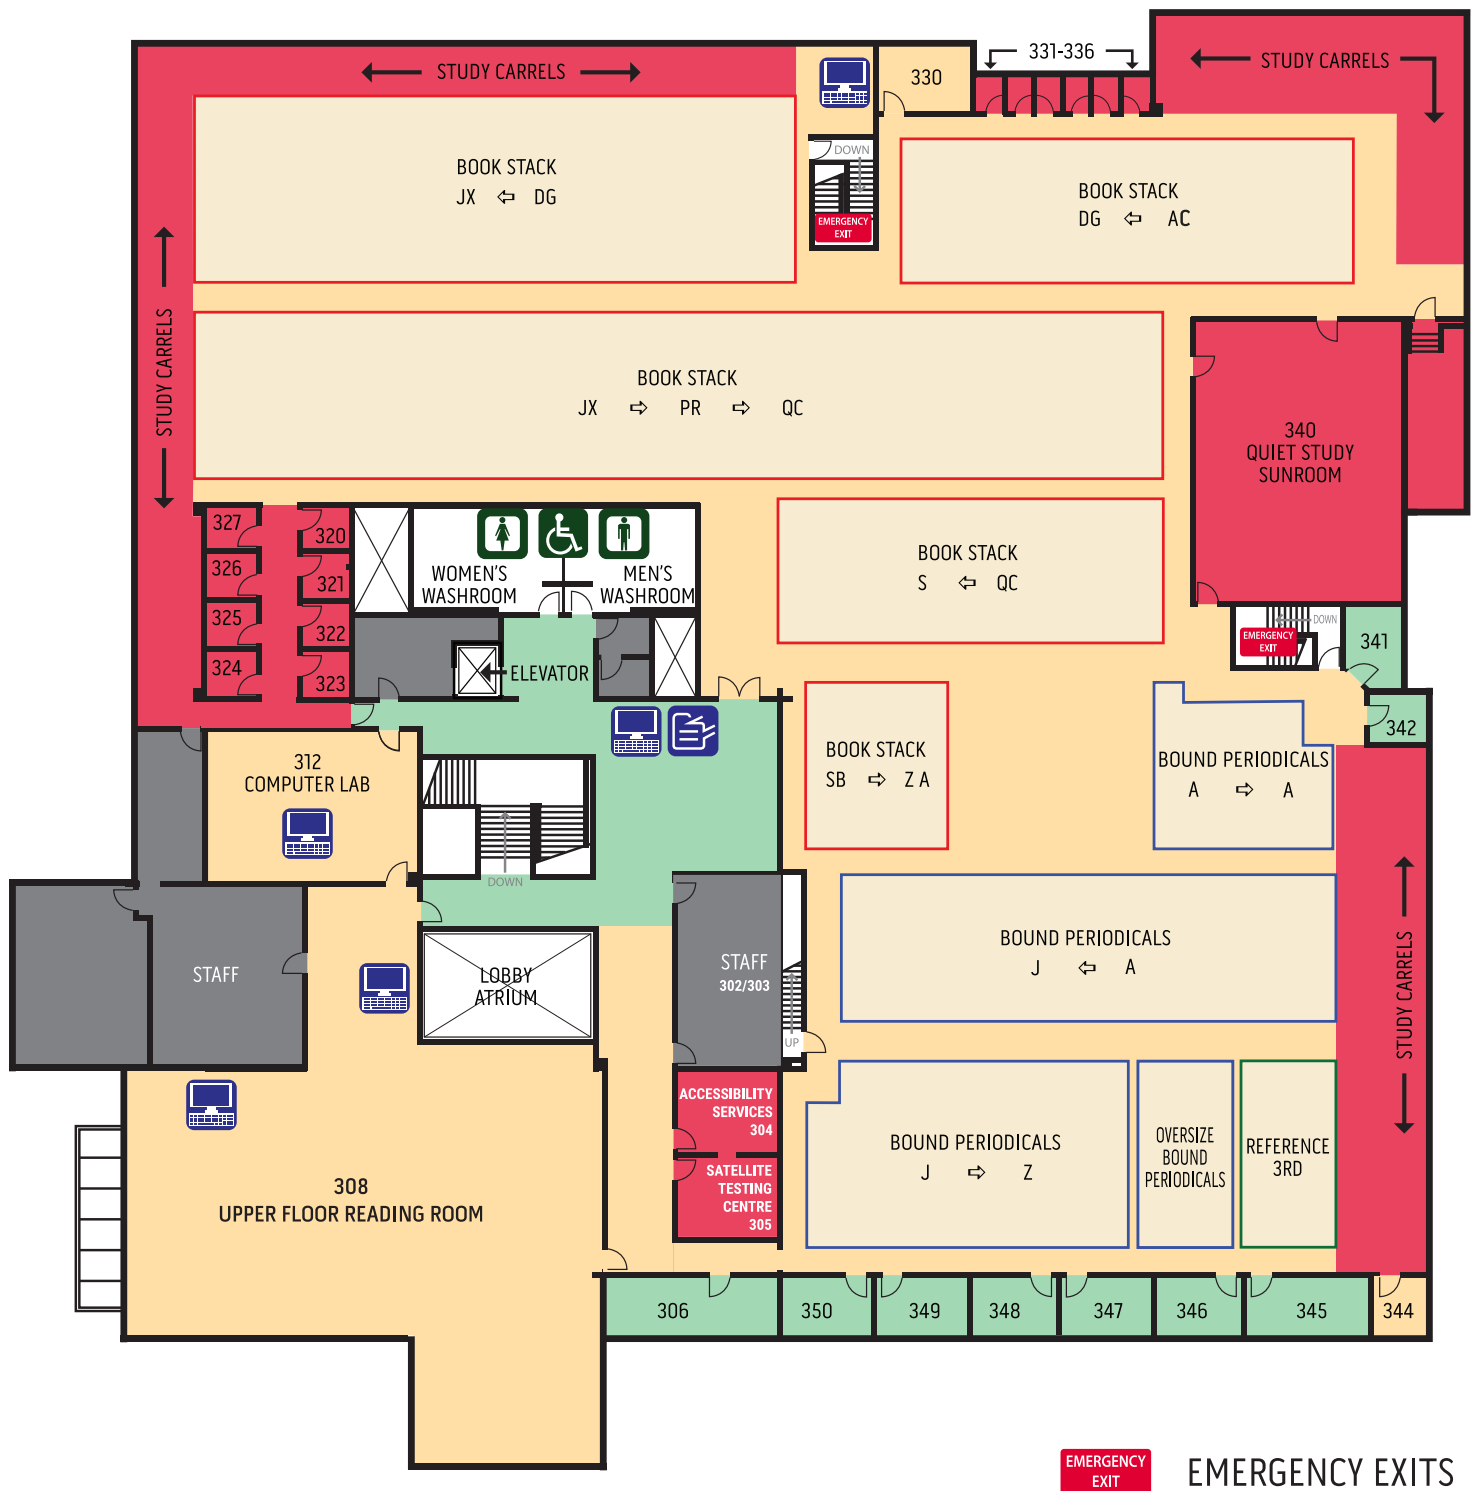 331-336
STUDY CARRELS
STUDY CARRELS
330
DOWN
EMERGENCY
EXIT
BOOK STACK
JX ⇦ DG
BOOK STACK
DG ⇦ AC
STUDY CARRELS
BOOK STACK
JX ⇨ PR ⇨ QC
340
QUIET STUDY
SUNROOM
327
320
326
321
325
322
324
323
WOMEN'S
WASHROOM
MEN'S
WASHROOM
ELEVATOR
BOOK STACK
S ⇦ QC
DOWN
EMERGENCY
EXIT
341
342
312
COMPUTER LAB
DOWN
BOOK STACK
SB ⇨ Z A
BOUND PERIODICALS
A ⇨ A
STAFF
LOBBY
ATRIUM
STAFF
302/303
UP
BOUND PERIODICALS
J ⇦ A
STUDY CARRELS
ACCESSIBILITY
SERVICES
304
SATELLITE
TESTING
CENTRE
305
BOUND PERIODICALS
J ⇨ Z
OVERSIZE
BOUND
PERIODICALS
REFERENCE
3RD
308
UPPER FLOOR READING ROOM
306
350
349
348
347
346
345
344
EMERGENCY
EXIT
EMERGENCY EXITS